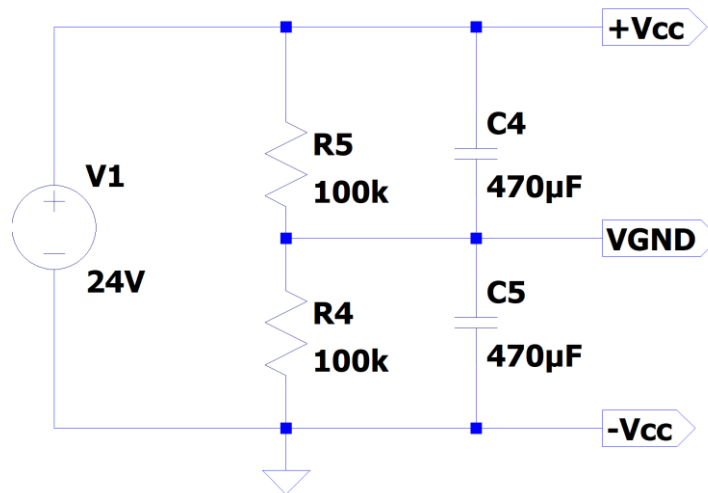 +Vcc
C4
R5
V1
100k
470µF
VGND
24V
C5
R4
100k
470µF
-Vcc